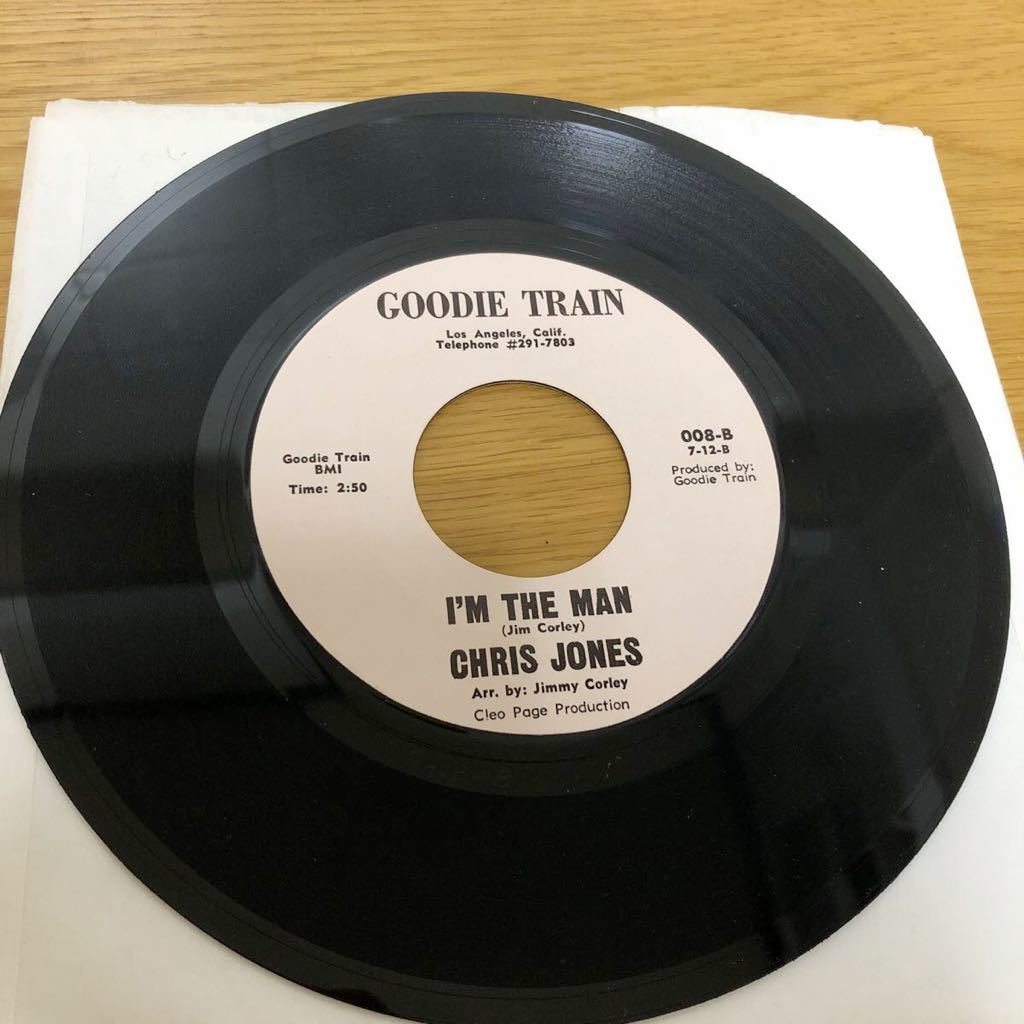 GOODIE TRAIN
Los Angeles, Calif.
Telephone #291-7803
Goodie Train
BMI
Time: 2:50
008-B
7-12-B
Produced by:
Goodie Train
I'M THE MAN
(Jim Corley)
CHRIS JONES
Arr. by: Jimmy Corley
Cleo Page Production